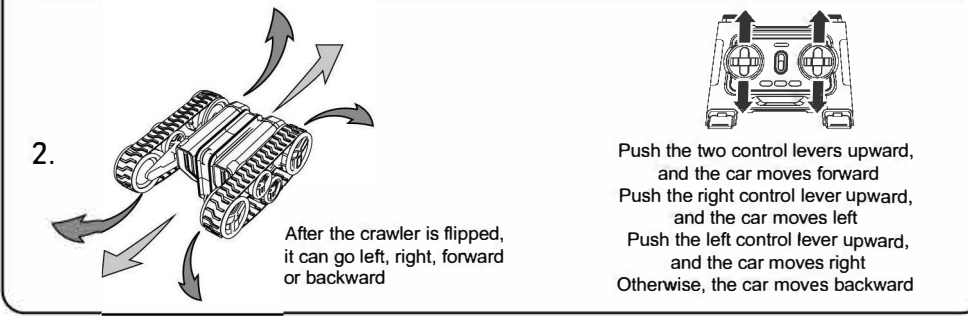 2.
After the crawler is flipped,
it can go left, right, forward
or backward
Push the two control levers upward,
and the car moves forward
Push the right control lever upward,
and the car moves left
Push the left control lever upward,
and the car moves right
Otherwise, the car moves backward